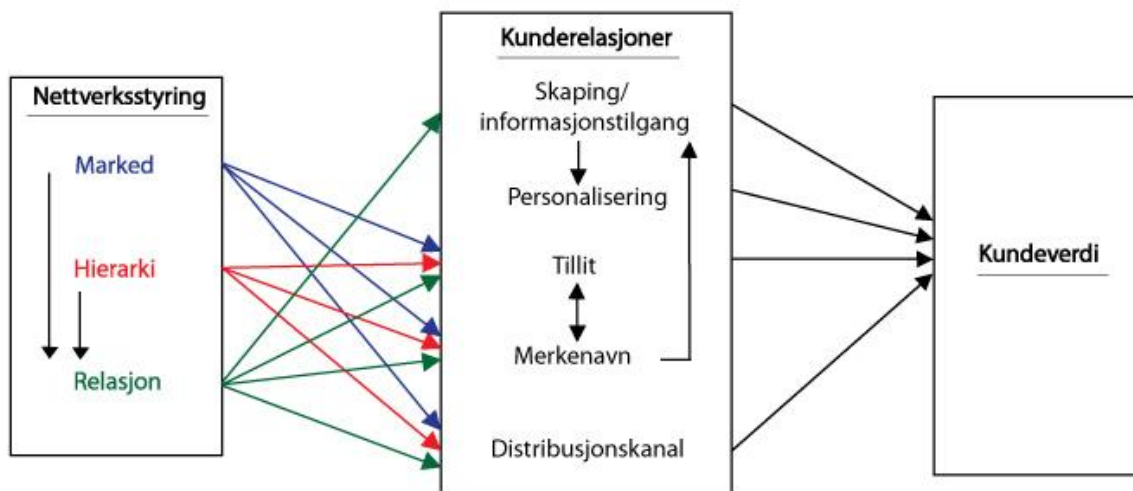 Nettverksstyring
Marked
Hierarki
Relasjon
Kunderelasjoner
Skaping/
informasjonstilgang
Personalisering
Tillit
Merkenavn
Distribusjonskanal
Kundeverdi